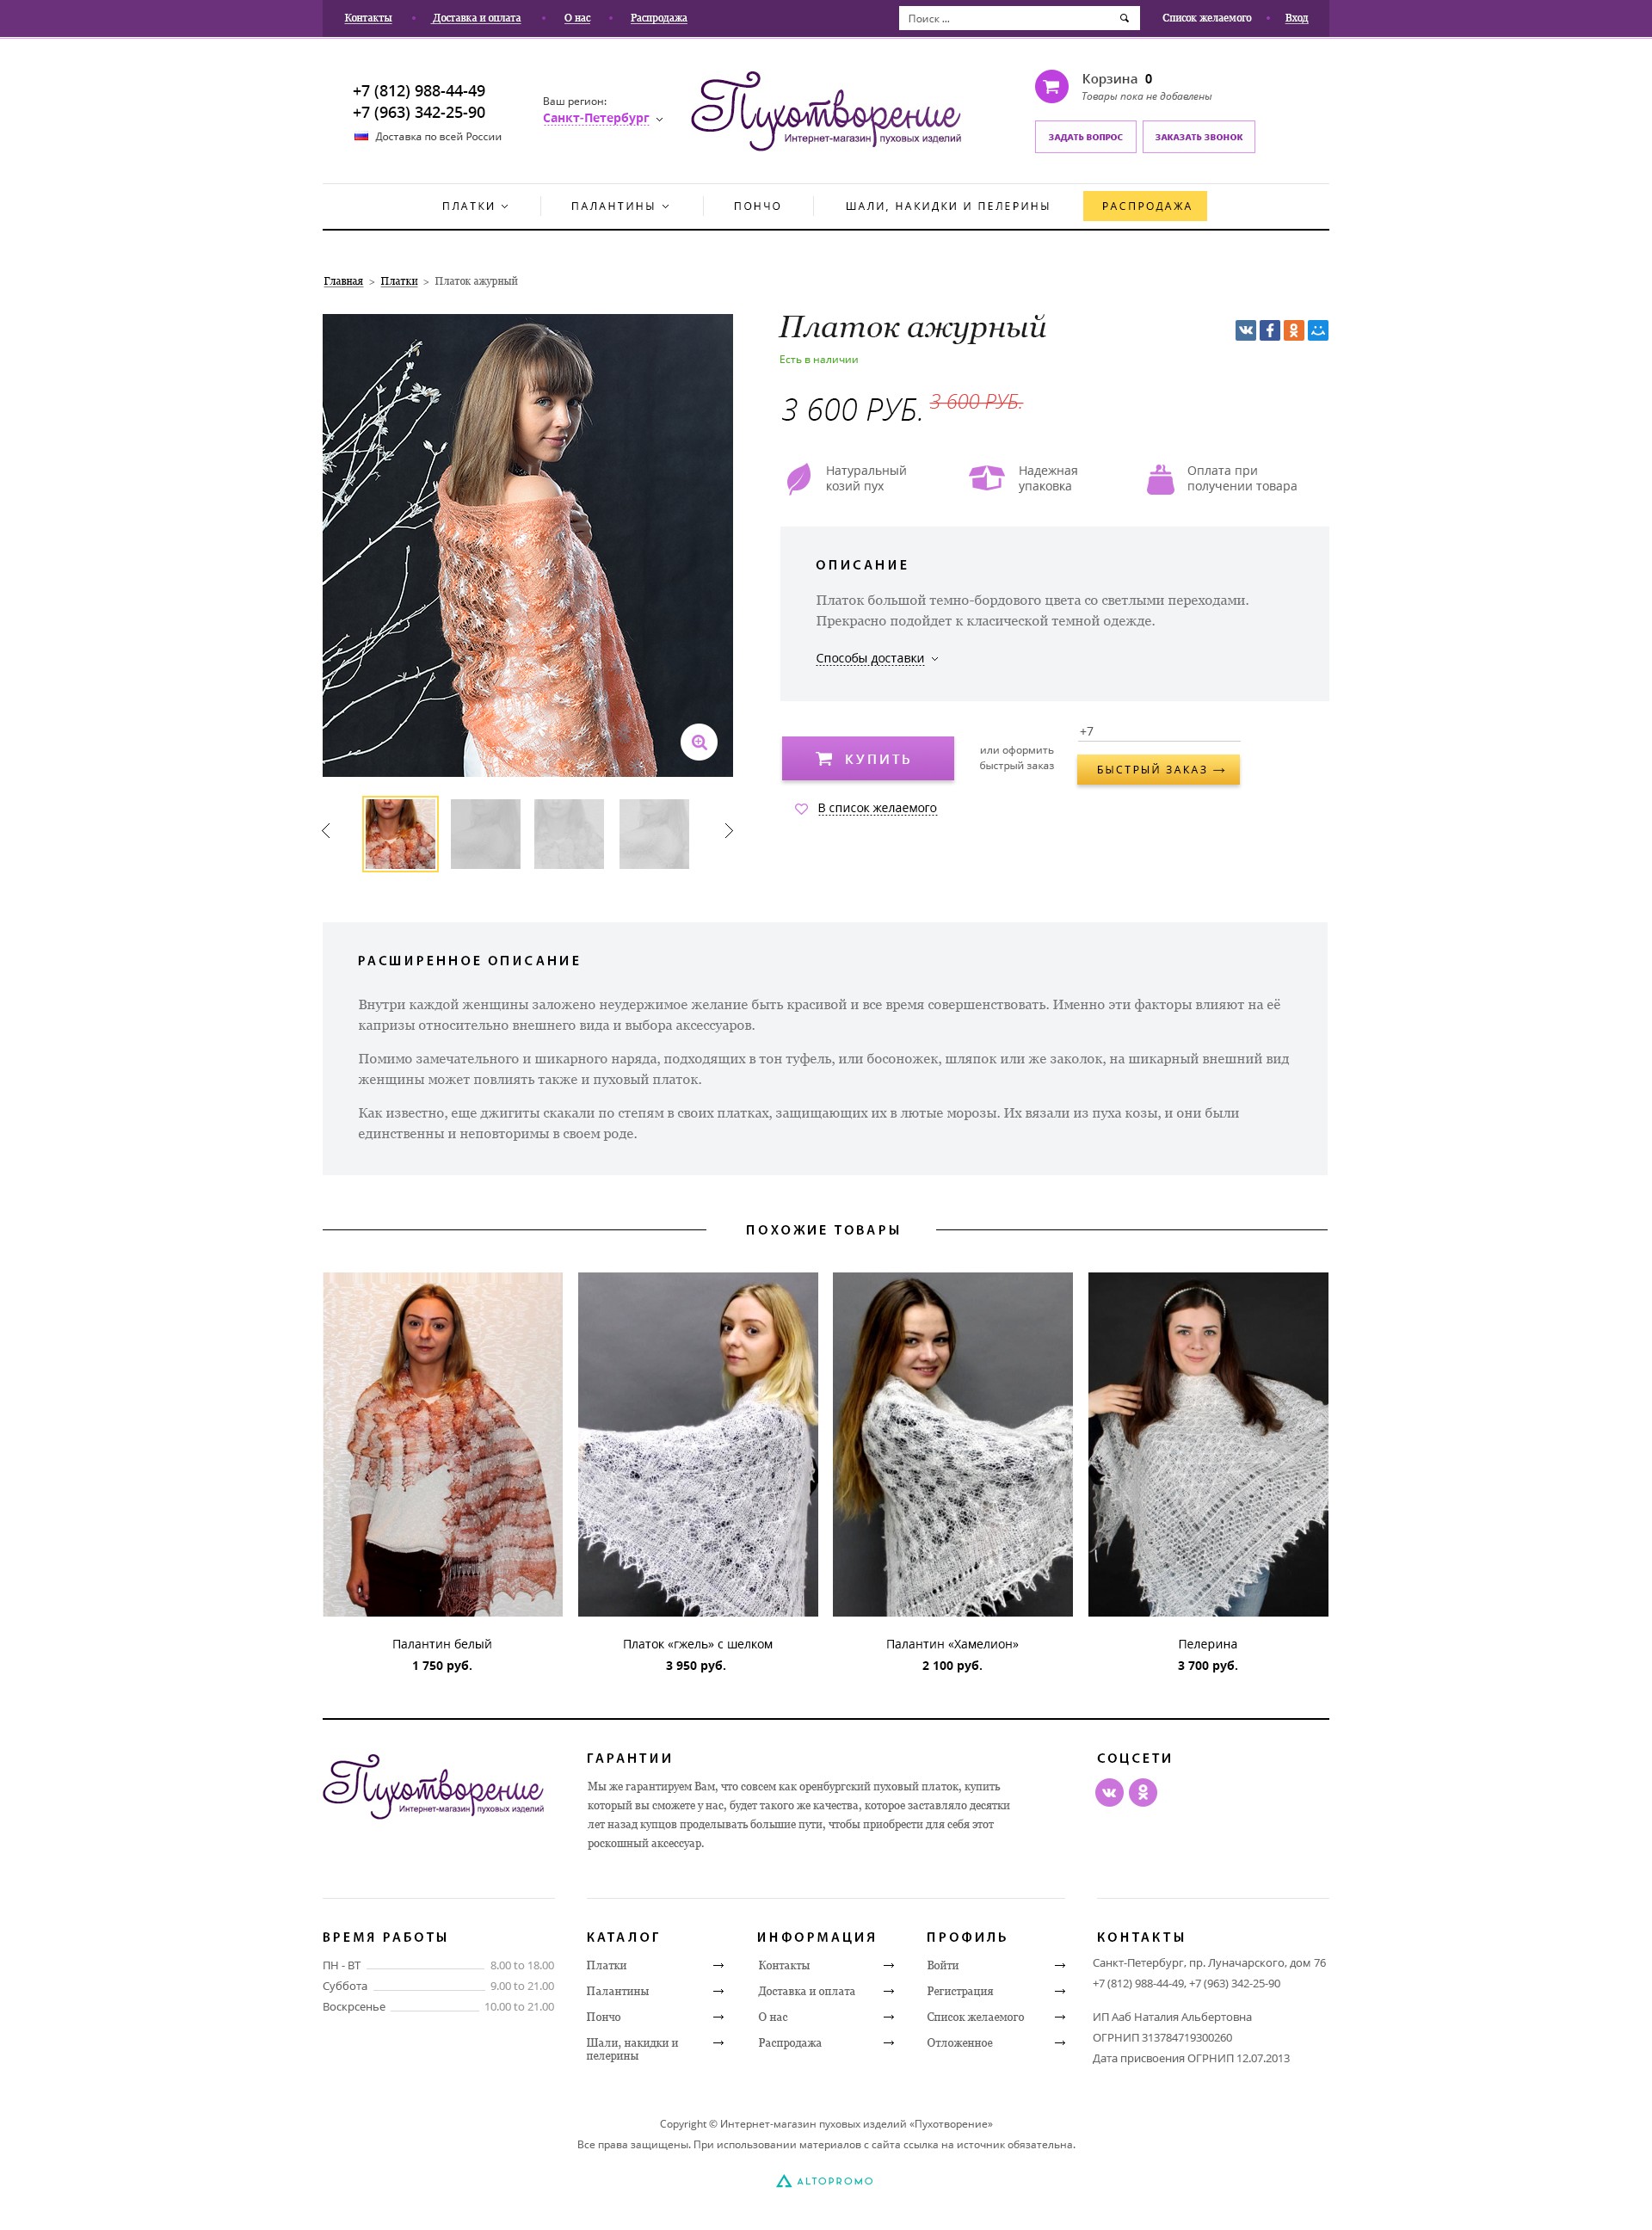 Контакты • Доставка и оплата • О нас • Распродажа Поиск ... Список желаемого • Вход
+7 (812) 988-44-49
+7 (963) 342-25-90
Доставка по всей России
Ваш регион:
Санкт-Петербург
Пухотворение
Интернет-магазин пуховых изделий
Корзина 0
Товары пока не добавлены
ЗАДАТЬ ВОПРОС ЗАКАЗАТЬ ЗВОНОК
ПЛАТКИ ПАЛАНТИНЫ ПОНЧО ШАЛИ, НАКИДКИ И ПЕЛЕРИНЫ РАСПРОДАЖА
Главная > Платки > Платок ажурный
Платок ажурный
Есть в наличии
3 600 РУБ. 3 600 РУБ.
Натуральный
козий пух
Надежная
упаковка
Оплата при
получении товара
ОПИСАНИЕ
Платок большой темно-бордового цвета со светлыми переходами.
Прекрасно подойдет к класической темной одежде.
Способы доставки
КУПИТЬ
или оформить
быстрый заказ
+7
БЫСТРЫЙ ЗАКАЗ →
В список желаемого
РАСШИРЕННОЕ ОПИСАНИЕ
Внутри каждой женщины заложено неудержимое желание быть красивой и все время совершенствовать. Именно эти факторы влияют на её
капризы относительно внешнего вида и выбора аксессуаров.
Помимо замечательного и шикарного наряда, подходящих в тон туфель, или босоножек, шляпок или же заколок, на шикарный внешний вид
женщины может повлиять также и пуховый платок.
Как известно, еще джигиты скакали по степям в своих платках, защищающих их в лютые морозы. Их вязали из пуха козы, и они были
единственны и неповторимы в своем роде.
ПОХОЖИЕ ТОВАРЫ
Палантин белый
1 750 руб.
Платок «гжель» с шелком
3 950 руб.
Палантин «Хамелион»
2 100 руб.
Пелерина
3 700 руб.
Пухотворение
Интернет-магазин пуховых изделий
ГАРАНТИИ
Мы же гарантируем Вам, что совсем как оренбургский пуховый платок, купить
который вы сможете у нас, будет такого же качества, которое заставляло десятки
лет назад купцов проделывать большие пути, чтобы приобрести для себя этот
роскошный аксессуар.
СОЦСЕТИ
ВРЕМЯ РАБОТЫ
ПН - ВТ 8.00 to 18.00
Суббота 9.00 to 21.00
Воскрсенье 10.00 to 21.00
КАТАЛОГ
Платки →
Палантины →
Пончо →
Шали, накидки и →
пелерины
ИНФОРМАЦИЯ
Контакты →
Доставка и оплата →
О нас →
Распродажа →
ПРОФИЛЬ
Войти →
Регистрация →
Список желаемого →
Отложенное →
КОНТАКТЫ
Санкт-Петербург, пр. Луначарского, дом 76
+7 (812) 988-44-49, +7 (963) 342-25-90
ИП Ааб Наталия Альбертовна
ОГРНИП 313784719300260
Дата присвоения ОГРНИП 12.07.2013
Copyright © Интернет-магазин пуховых изделий «Пухотворение»
Все права защищены. При использовании материалов с сайта ссылка на источник обязательна.
ALTOPROMO